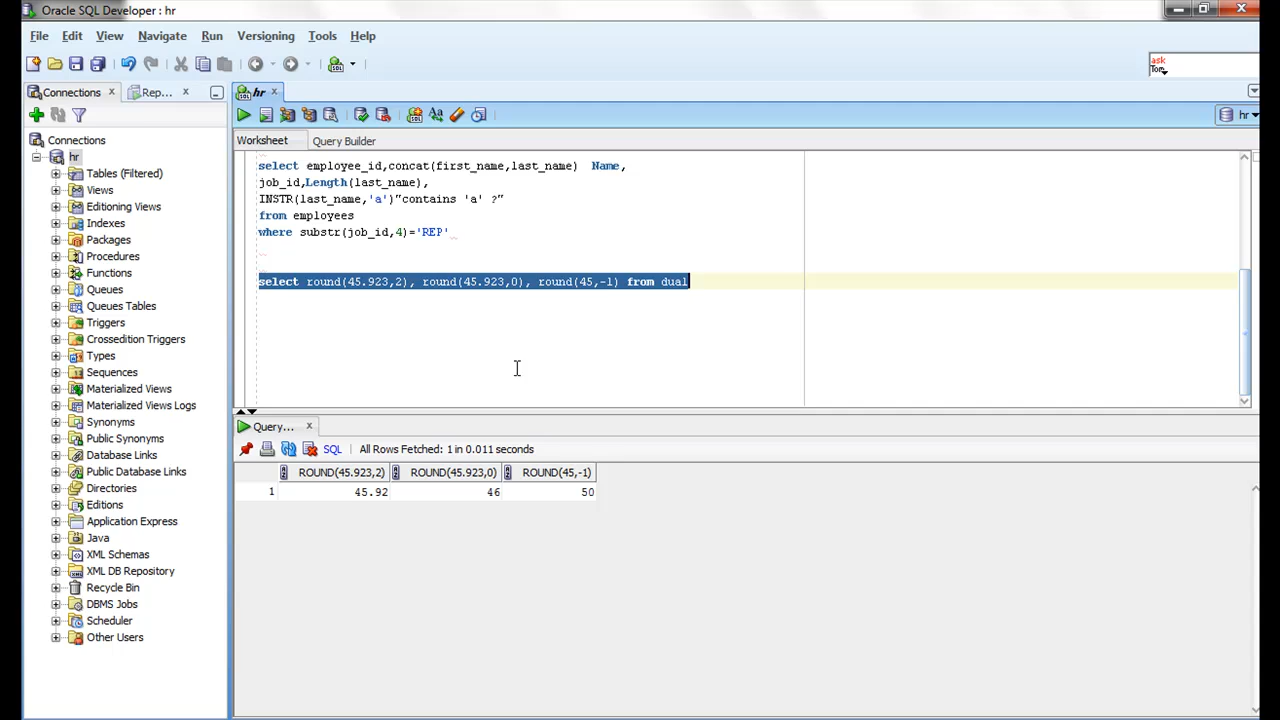 Oracle SQL Developer : hr
File Edit View Navigate Run Versioning Tools Help
ask
Tom
Connections Rep... hr
hr
Worksheet Query Builder
Connections
hr
Tables (Filtered)
Views
Editioning Views
Indexes
Packages
Procedures
Functions
Queues
Queues Tables
Triggers
Crossedition Triggers
Types
Sequences
Materialized Views
Materialized Views Logs
Synonyms
Public Synonyms
Database Links
Public Database Links
Directories
Editions
Application Express
Java
XML Schemas
XML DB Repository
Recycle Bin
DBMS Jobs
Scheduler
Other Users
select employee_id,concat(first_name,last_name) Name,
job_id,Length(last_name),
INSTR(last_name,'a')"contains 'a' ?"
from employees
where substr(job_id,4)='REP'
select round(45.923,2), round(45.923,0), round(45,-1) from dual
Query...
SQL All Rows Fetched: 1 in 0.011 seconds
ROUND(45.923,2) ROUND(45.923,0) ROUND(45,-1)
1 45.92 46 50